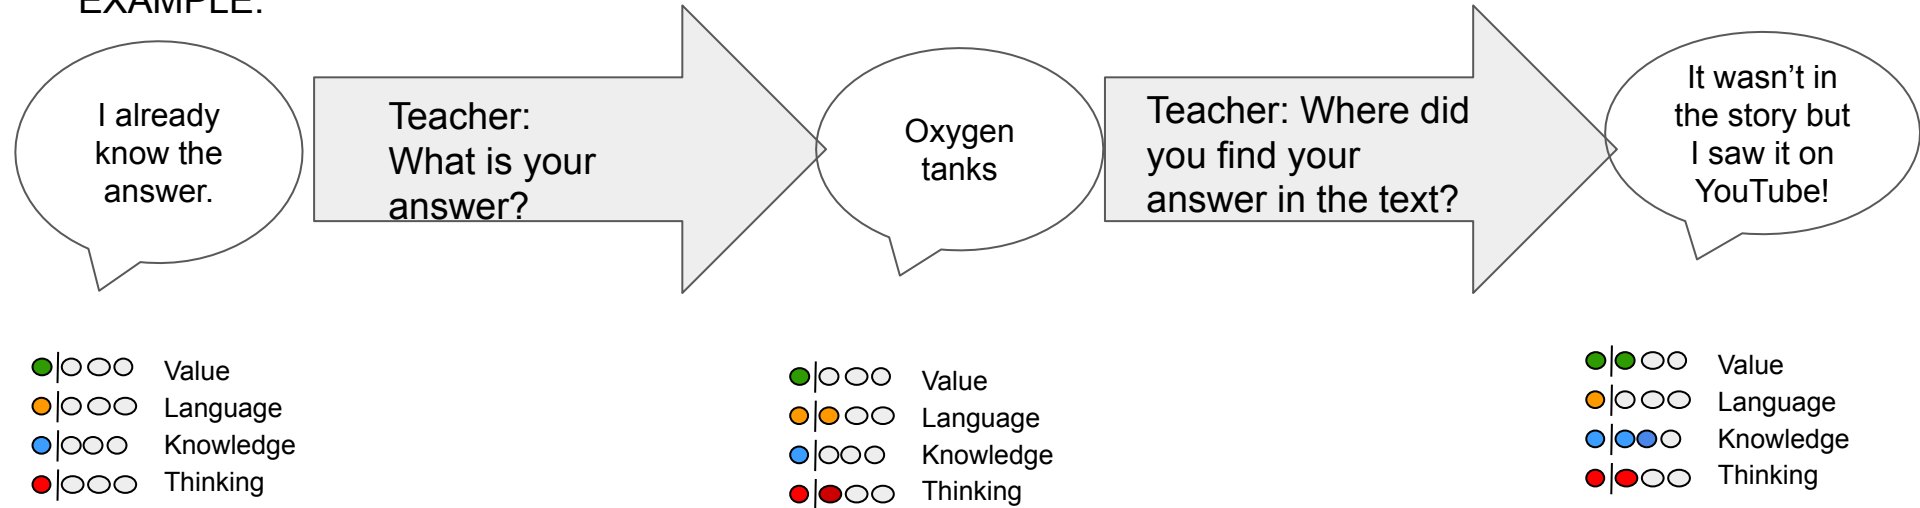 EXAMPLE:
I already
know the
answer.
Teacher:
What is your
answer?
Oxygen
tanks
Teacher: Where did
you find your
answer in the text?
It wasn’t in
the story but
I saw it on
YouTube!
Value
Language
Knowledge
Thinking
Value
Language
Knowledge
Thinking
Value
Language
Knowledge
Thinking